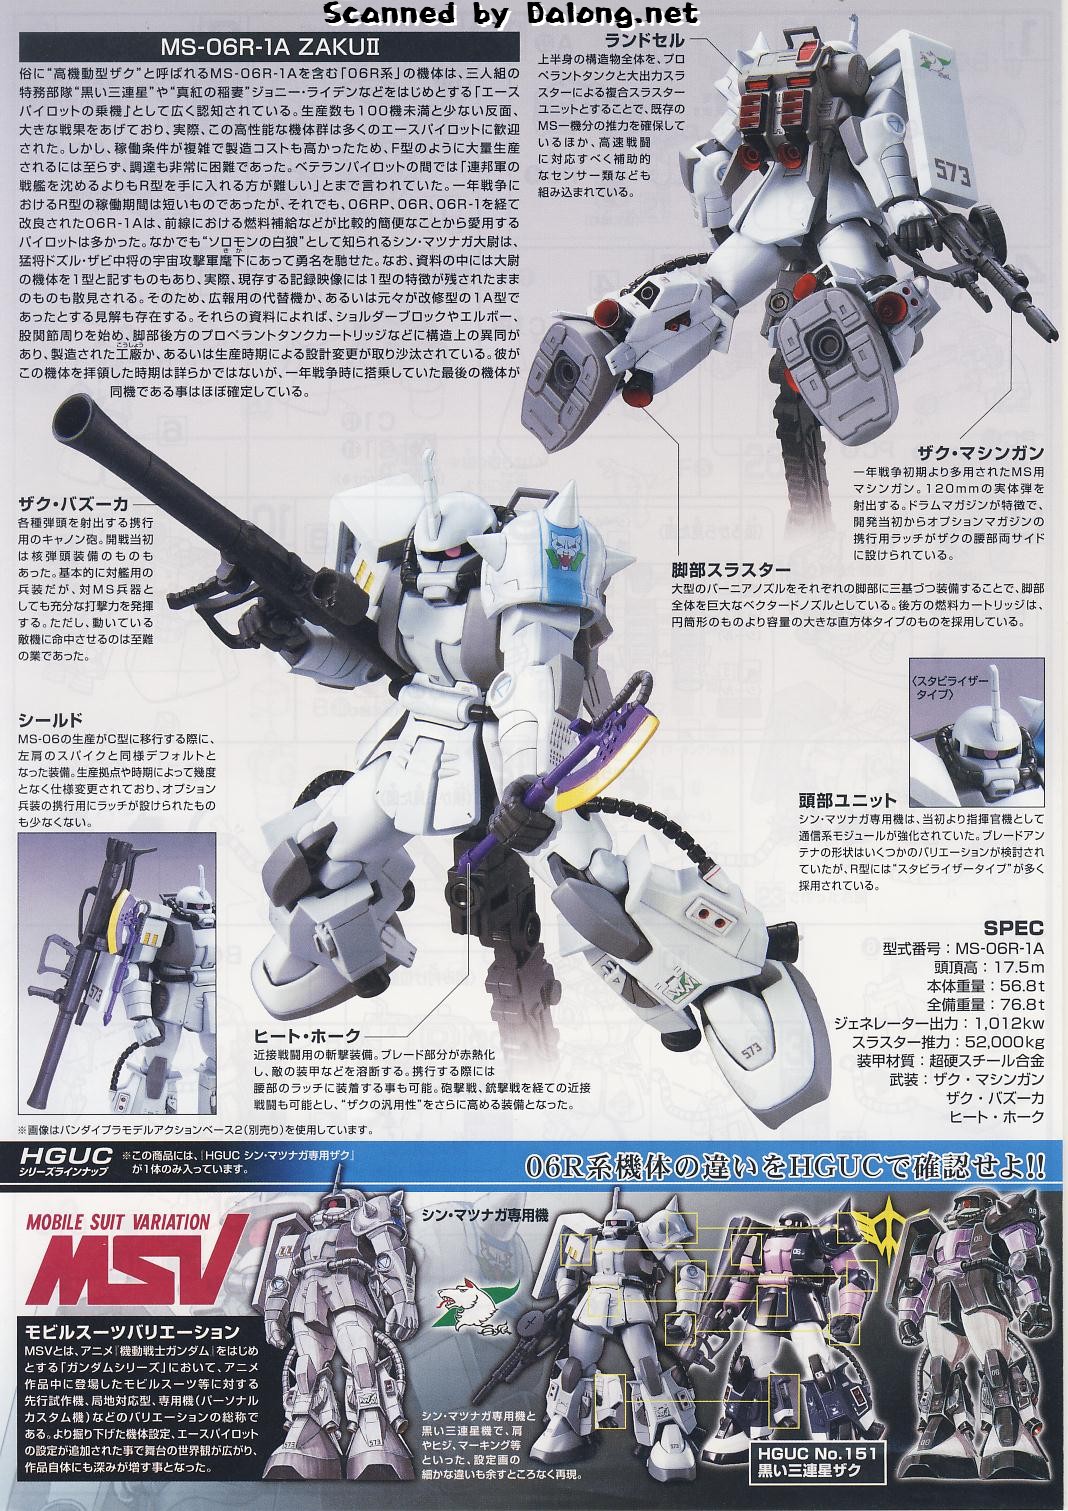 Scanned by Dalong.net
MS-06R-1A ZAKUⅡ
俗に“高機動型ザク”と呼ばれるMS-06R-1Aを含む「06R系」の機体は、三人組の
特務部隊“黒い三連星”や“真紅の稲妻”ジョニー・ライデンなどをはじめとする「エース
パイロットの乗機」として広く認知されている。生産数も100機未満と少ない反面、
大きな戦果をあげており、実際、この高性能な機体群は多くのエースパイロットに歓迎
された。しかし、稼働条件が複雑で製造コストも高かったため、F型のように大量生産
されるには至らず、調達も非常に困難であった。ベテランパイロットの間では「連邦軍の
戦艦を沈めるよりもR型を手に入れる方が難しい」とまで言われていた。一年戦争に
おけるR型の稼働期間は短いものであったが、それでも、06RP、06R、06R-1を経て
改良された06R-1Aは、前線における燃料補給などが比較的簡便なことから愛用する
パイロットは多かった。なかでも“ソロモンの白狼”として知られるシン・マツナガ大尉は、
猛将ドズル・ザビ中将の宇宙攻撃軍麾下にあって勇名を馳せた。なお、資料の中には大尉
の機体を1型と記すものもあり、実際、現存する記録映像には1型の特徴が残されたまま
のものも散見される。そのため、広報用の代替機か、あるいは元々が改修型の1A型で
あったとする見解も存在する。それらの資料によれば、ショルダーブロックやエルボー、
股関節周りを始め、脚部後方のプロペラントタンクカートリッジなどに構造上の異同が
あり、製造された工廠か、あるいは生産時期による設計変更が取り沙汰されている。彼が
この機体を拝領した時期は詳らかではないが、一年戦争時に搭乗していた最後の機体が
同機である事はほぼ確定している。
ランドセル
上半身の構造物全体を、プロ
ペラントタンクと大出力スラ
スターによる複合スラスター
ユニットとすることで、既存の
MS一機分の推力を確保して
いるほか、高速戦闘
に対応すべく補助的
なセンサー類なども
組み込まれている。
573
ザク・マシンガン
一年戦争初期より多用されたMS用
マシンガン。120mmの実体弾を
射出する。ドラムマガジンが特徴で、
開発当初からオプションマガジンの
携行用ラッチがザクの腰部両サイド
に設けられている。
脚部スラスター
大型のバーニアノズルをそれぞれの脚部に三基づつ装備することで、脚部
全体を巨大なベクタードノズルとしている。後方の燃料カートリッジは、
円筒形のものより容量の大きな直方体タイプのものを採用している。
ザク・バズーカ
各種弾頭を射出する携行
用のキャノン砲。開戦当初
は核弾頭装備のものも
あった。基本的に対艦用の
兵装だが、対MS兵器と
しても充分な打撃力を発揮
する。ただし、動いている
敵機に命中させるのは至難
の業であった。
シールド
MS-06の生産がC型に移行する際に、
左肩のスパイクと同様デフォルトと
なった装備。生産拠点や時期によって幾度
となく仕様変更されており、オプション
兵装の携行用にラッチが設けられたもの
も少なくない。
573
〈スタビライザー
タイプ〉
頭部ユニット
シン・マツナガ専用機は、当初より指揮官機として
通信系モジュールが強化されていた。ブレードアン
テナの形状はいくつかのバリエーションが検討され
ていたが、R型には“スタビライザータイプ”が多く
採用されている。
573
SPEC
型式番号：MS-06R-1A
頭頂高：17.5m
本体重量：56.8t
全備重量：76.8t
ジェネレーター出力：1,012kw
スラスター推力：52,000kg
装甲材質：超硬スチール合金
武装：ザク・マシンガン
ザク・バズーカ
ヒート・ホーク
ヒート・ホーク
近接戦闘用の斬撃装備。ブレード部分が赤熱化
し、敵の装甲などを溶断する。携行する際には
腰部のラッチに装着する事も可能。砲撃戦、銃撃戦を経ての近接
戦闘も可能とし、“ザクの汎用性”をさらに高める装備となった。
※画像はバンダイプラモデルアクションベース2(別売り)を使用しています。
HGUC
シリーズラインナップ
※この商品には、『HGUC シン・マツナガ専用ザク』
が1体のみ入っています。
06R系機体の違いをHGUCで確認せよ!!
MOBILE SUIT VARIATION
MSV
モビルスーツバリエーション
MSVとは、アニメ『機動戦士ガンダム』をはじめ
とする「ガンダムシリーズ」において、アニメ
作品中に登場したモビルスーツ等に対する
先行試作機、局地対応型、専用機(パーソナル
カスタム機)などのバリエーションの総称で
ある。より掘り下げた機体設定、エースパイロット
の設定が追加された事で舞台の世界観が広がり、
作品自体にも深みが増す事となった。
シン・マツナガ専用機
シン・マツナガ専用機と
黒い三連星専用機で、肩
やヒジ、マーキング等
といった、設定画の
細かな違いも余すところなく再現。
HGUC No.151
黒い三連星ザク